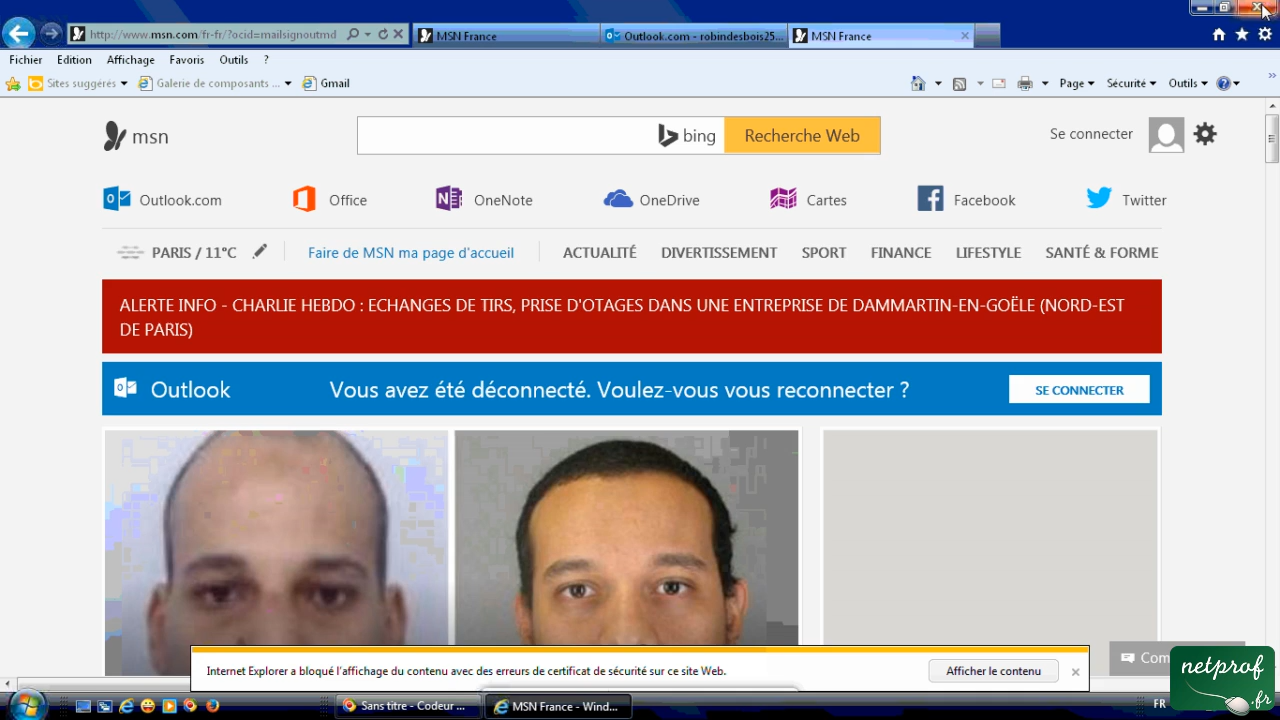 http://www.msn.com/fr-fr/?ocid=mailsignoutmd
MSN France
Outlook.com - robindesbois25...
MSN France
Fichier Edition Affichage Favoris Outils ?
Sites suggérés Galerie de composants ... Gmail
Page Sécurité Outils
msn
bing
Recherche Web
Se connecter
Outlook.com Office OneNote OneDrive Cartes Facebook Twitter
PARIS / 11°C Faire de MSN ma page d'accueil ACTUALITÉ DIVERTISSEMENT SPORT FINANCE LIFESTYLE SANTÉ & FORME
ALERTE INFO - CHARLIE HEBDO : ECHANGES DE TIRS, PRISE D'OTAGES DANS UNE ENTREPRISE DE DAMMARTIN-EN-GOËLE (NORD-EST
DE PARIS)
Outlook Vous avez été déconnecté. Voulez-vous vous reconnecter ? SE CONNECTER
Internet Explorer a bloqué l'affichage du contenu avec des erreurs de certificat de sécurité sur ce site Web. Afficher le contenu
Com
netprof
.fr
Sans titre - Codeur ... MSN France - Wind... FR